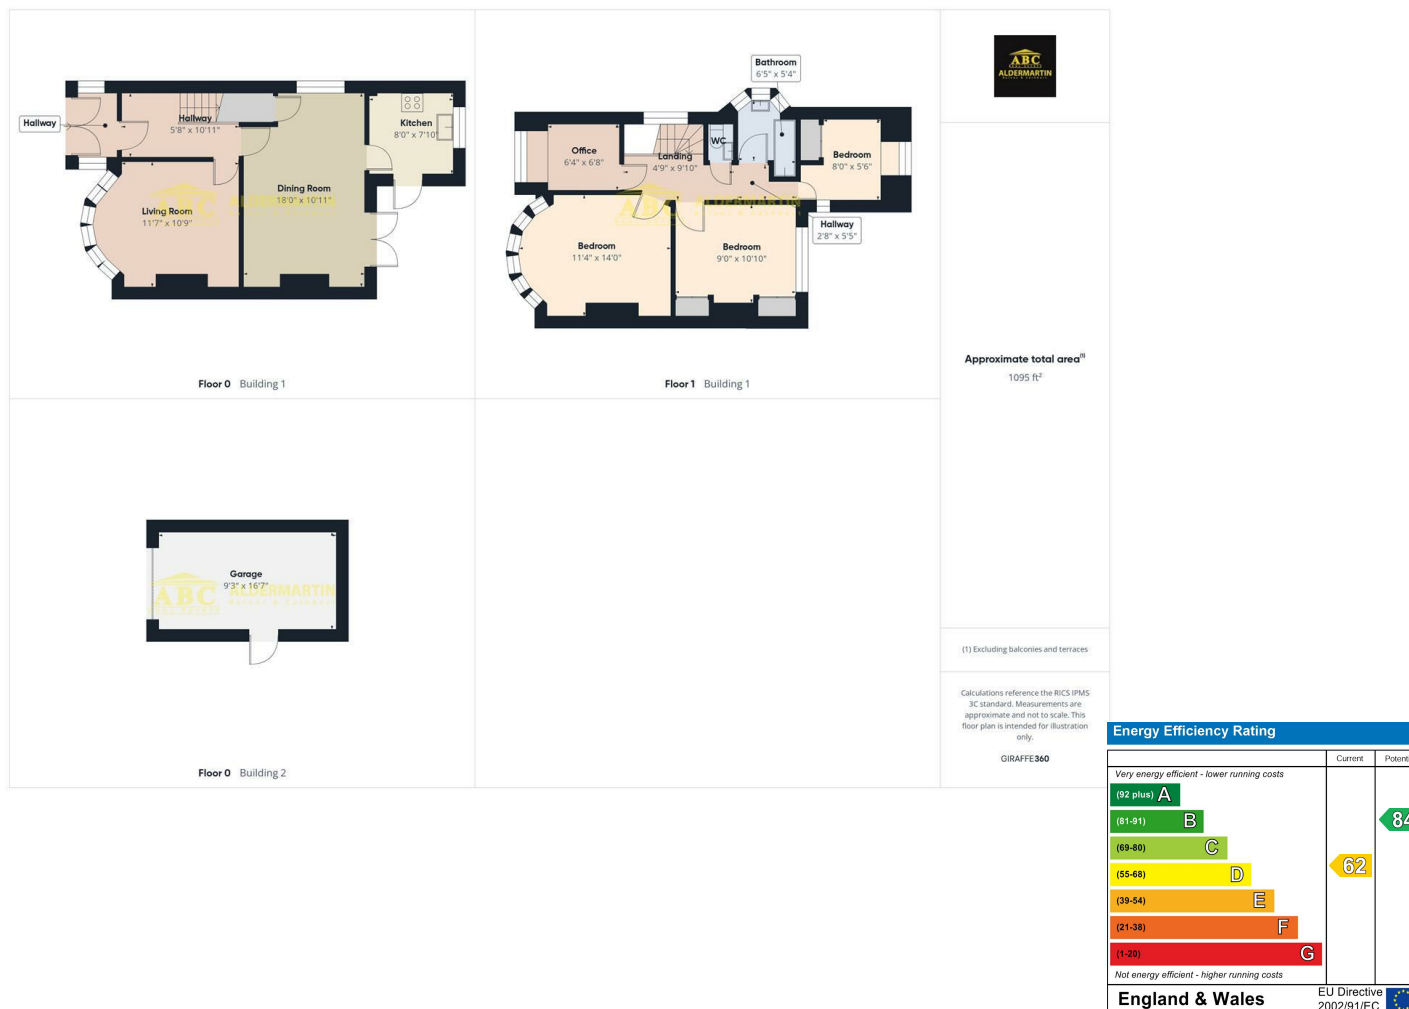 Hallway
Hallway
5'8" x 10'11"
Kitchen
8'0" x 7'10"
Dining Room
18'0" x 10'11"
Living Room
11'7" x 10'9"
ABC
ALDERMARTIN
Floor 0 Building 1
Bathroom
6'5" x 5'4"
Office
6'4" x 6'8"
Landing
4'9" x 9'10"
WC
Bedroom
8'0" x 5'6"
Hallway
2'8" x 5'5"
Bedroom
11'4" x 14'0"
Bedroom
9'0" x 10'10"
ABC
ALDERMARTIN
Floor 1 Building 1
ABC
ALDERMARTIN
Approximate total area(1)
1095 ft²
Garage
9'3" x 16'7"
ABC
ALDERMARTIN
Floor 0 Building 2
(1) Excluding balconies and terraces
Calculations reference the RICS IPMS
3C standard. Measurements are
approximate and not to scale. This
floor plan is intended for illustration
only.
GIRAFFE360
Energy Efficiency Rating
Current Potenti
Very energy efficient - lower running costs
(92 plus) A
(81-91) B
84
(69-80) C
(55-68) D
62
(39-54) E
(21-38) F
(1-20) G
Not energy efficient - higher running costs
England & Wales
EU Directive
2002/91/EC